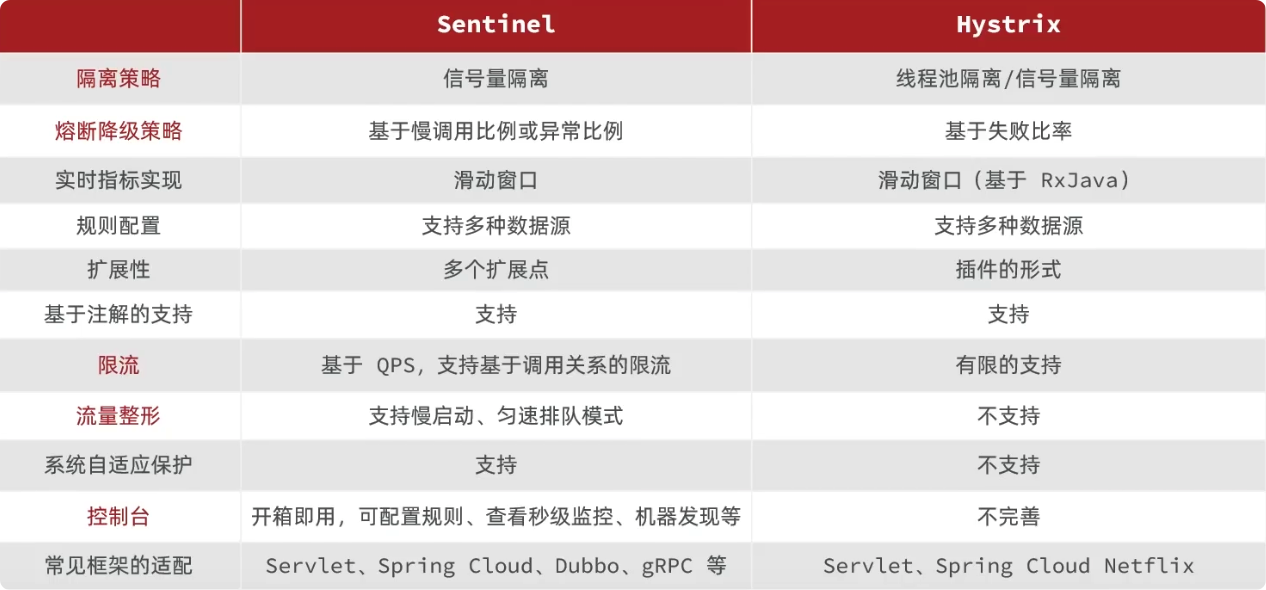 Sentinel Hystrix
隔离策略 信号量隔离 线程池隔离/信号量隔离
熔断降级策略 基于慢调用比例或异常比例 基于失败比率
实时指标实现 滑动窗口 滑动窗口（基于 RxJava）
规则配置 支持多种数据源 支持多种数据源
扩展性 多个扩展点 插件的形式
基于注解的支持 支持 支持
限流 基于 QPS，支持基于调用关系的限流 有限的支持
流量整形 支持慢启动、匀速排队模式 不支持
系统自适应保护 支持 不支持
控制台 开箱即用，可配置规则、查看秒级监控、机器发现等 不完善
常见框架的适配 Servlet、Spring Cloud、Dubbo、gRPC 等 Servlet、Spring Cloud Netflix